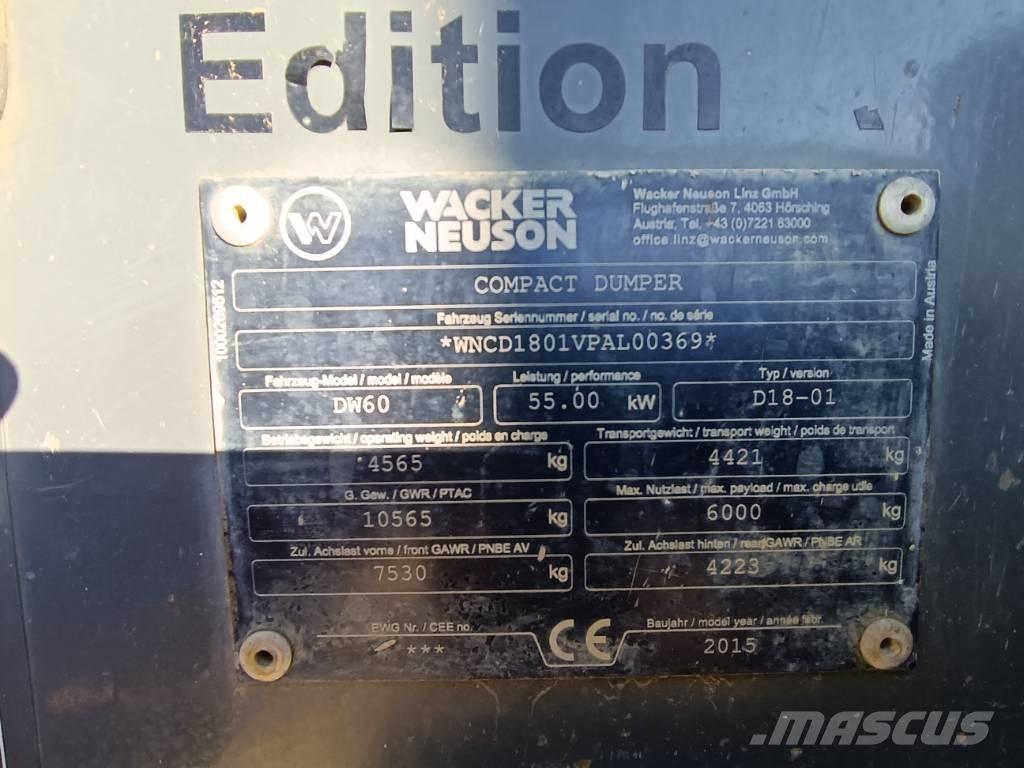 Edition
W
WACKER
NEUSON
Wacker Neuson Linz GmbH
Flughafenstraße 7, 4063 Hörsching
Austria, Tel. +43 (0)7221 63000
office.linz@wackerneuson.com
COMPACT DUMPER
Fahrzeug Seriennummer / serial no. / no. de série
*WNCD1801VPAL00369*
Fahrzeug-Model / model / modèle
Leistung / performance
Typ / version
DW60
55.00 kW
D18-01
Betriebsgewicht / operating weight / poids en charge
Transportgewicht / transport weight / poids de transport
4565 kg
4421 kg
G. Gew. / GWR / PTAC
Max. Nutzlast / max. payload / max. charge utile
10565 kg
6000 kg
Zul. Achslast vorne / front GAWR / PNBE AV
Zul. Achslast hinten / rear GAWR / PNBE AR
7530 kg
4223 kg
EWG Nr. / CEE no.
***
CE
Baujahr / model year / année fabr.
2015
1000289612
Made in Austria
MASCUS